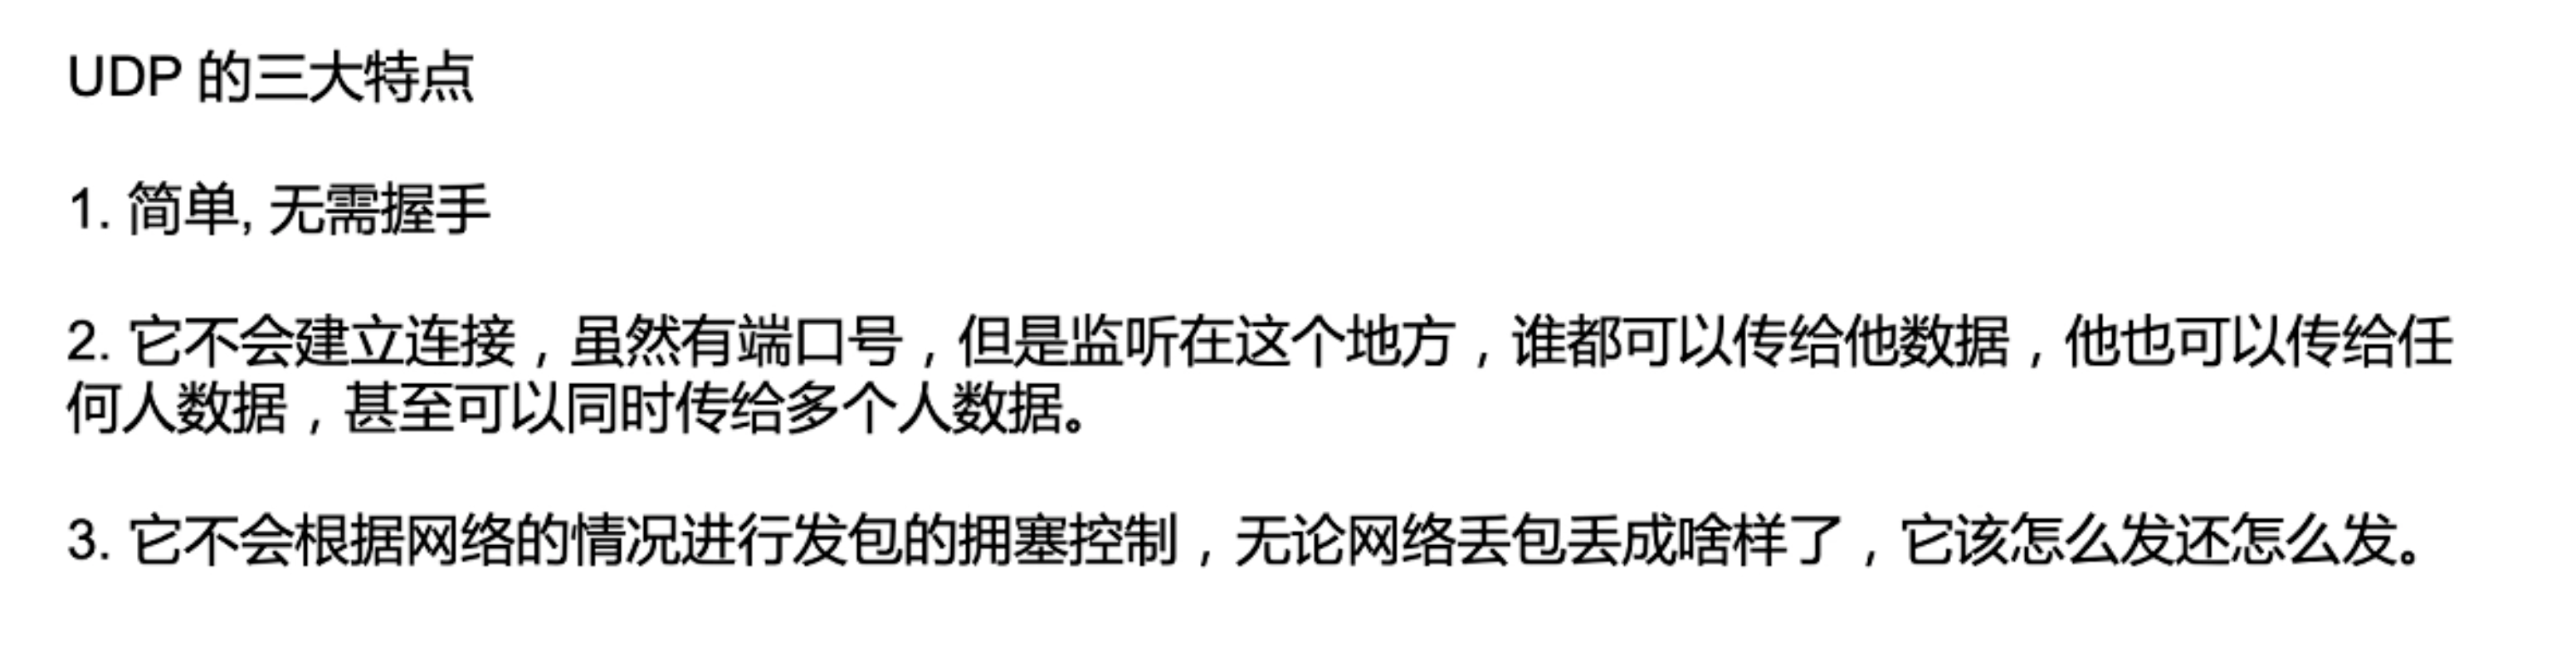 UDP 的三大特点
1. 简单, 无需握手
2. 它不会建立连接，虽然有端口号，但是监听在这个地方，谁都可以传给他数据，他也可以传给任
何人数据，甚至可以同时传给多个人数据。
3. 它不会根据网络的情况进行发包的拥塞控制，无论网络丢包丢成啥样了，它该怎么发还怎么发。